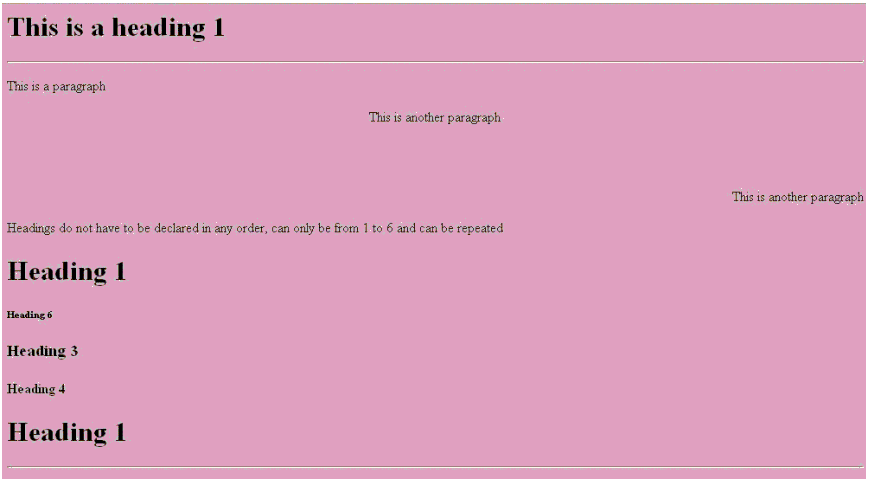 This is a heading 1
This is a paragraph
This is another paragraph
This is another paragraph
Headings do not have to be declared in any order, can only be from 1 to 6 and can be repeated
Heading 1
Heading 6
Heading 3
Heading 4
Heading 1